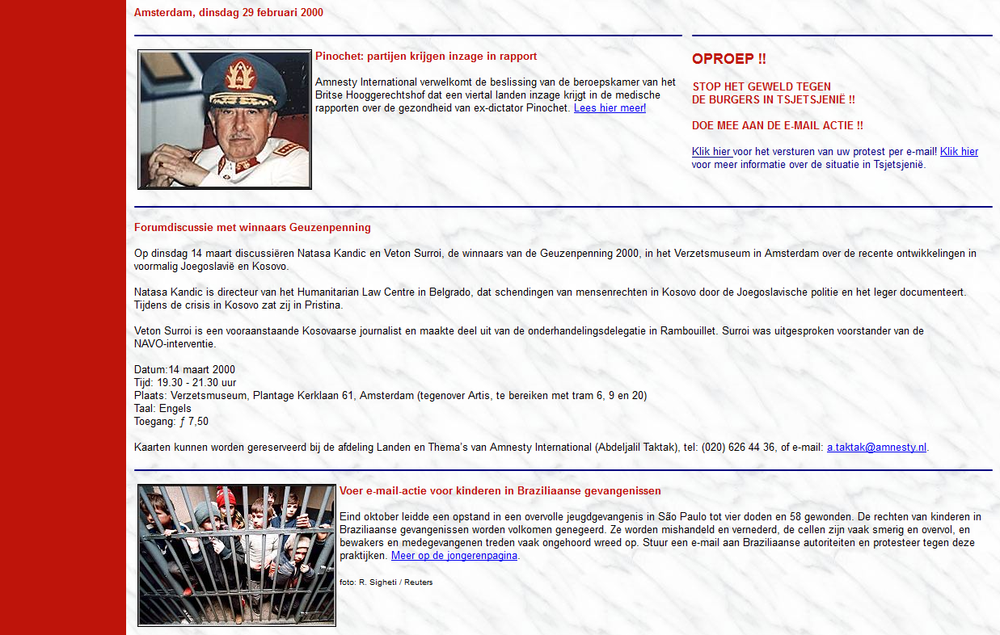 Amsterdam, dinsdag 29 februari 2000
Pinochet: partijen krijgen inzage in rapport
Amnesty International verwelkomt de beslissing van de beroepskamer van het
Britse Hooggerechtshof dat een viertal landen inzage krijgt in de medische
rapporten over de gezondheid van ex-dictator Pinochet. Lees hier meer!
OPROEP !!
STOP HET GEWELD TEGEN
DE BURGERS IN TSJETSJENIË !!
DOE MEE AAN DE E-MAIL ACTIE !!
Klik hier voor het versturen van uw protest per e-mail! Klik hier
voor meer informatie over de situatie in Tsjetsjenië.
Forumdiscussie met winnaars Geuzenpenning
Op dinsdag 14 maart discussiëren Natasa Kandic en Veton Surroi, de winnaars van de Geuzenpenning 2000, in het Verzetsmuseum in Amsterdam over de recente ontwikkelingen in
voormalig Joegoslavië en Kosovo.
Natasa Kandic is directeur van het Humanitarian Law Centre in Belgrado, dat schendingen van mensenrechten in Kosovo door de Joegoslavische politie en het leger documenteert.
Tijdens de crisis in Kosovo zat zij in Pristina.
Veton Surroi is een vooraanstaande Kosovaarse journalist en maakte deel uit van de onderhandelingsdelegatie in Rambouillet. Surroi was uitgesproken voorstander van de
NAVO-interventie.
Datum:14 maart 2000
Tijd: 19.30 - 21.30 uur
Plaats: Verzetsmuseum, Plantage Kerklaan 61, Amsterdam (tegenover Artis, te bereiken met tram 6, 9 en 20)
Taal: Engels
Toegang: ƒ 7,50
Kaarten kunnen worden gereserveerd bij de afdeling Landen en Thema's van Amnesty International (Abdeljalil Taktak), tel: (020) 626 44 36, of e-mail: a.taktak@amnesty.nl.
Voer e-mail-actie voor kinderen in Braziliaanse gevangenissen
Eind oktober leidde een opstand in een overvolle jeugdgevangenis in São Paulo tot vier doden en 58 gewonden. De rechten van kinderen in
Braziliaanse gevangenissen worden volkomen genegeerd. Ze worden mishandeld en vernederd, de cellen zijn vaak smerig en overvol, en
bewakers en medegevangenen treden vaak ongehoord wreed op. Stuur een e-mail aan Braziliaanse autoriteiten en protesteer tegen deze
praktijken. Meer op de jongerenpagina.
foto: R. Sigheti / Reuters